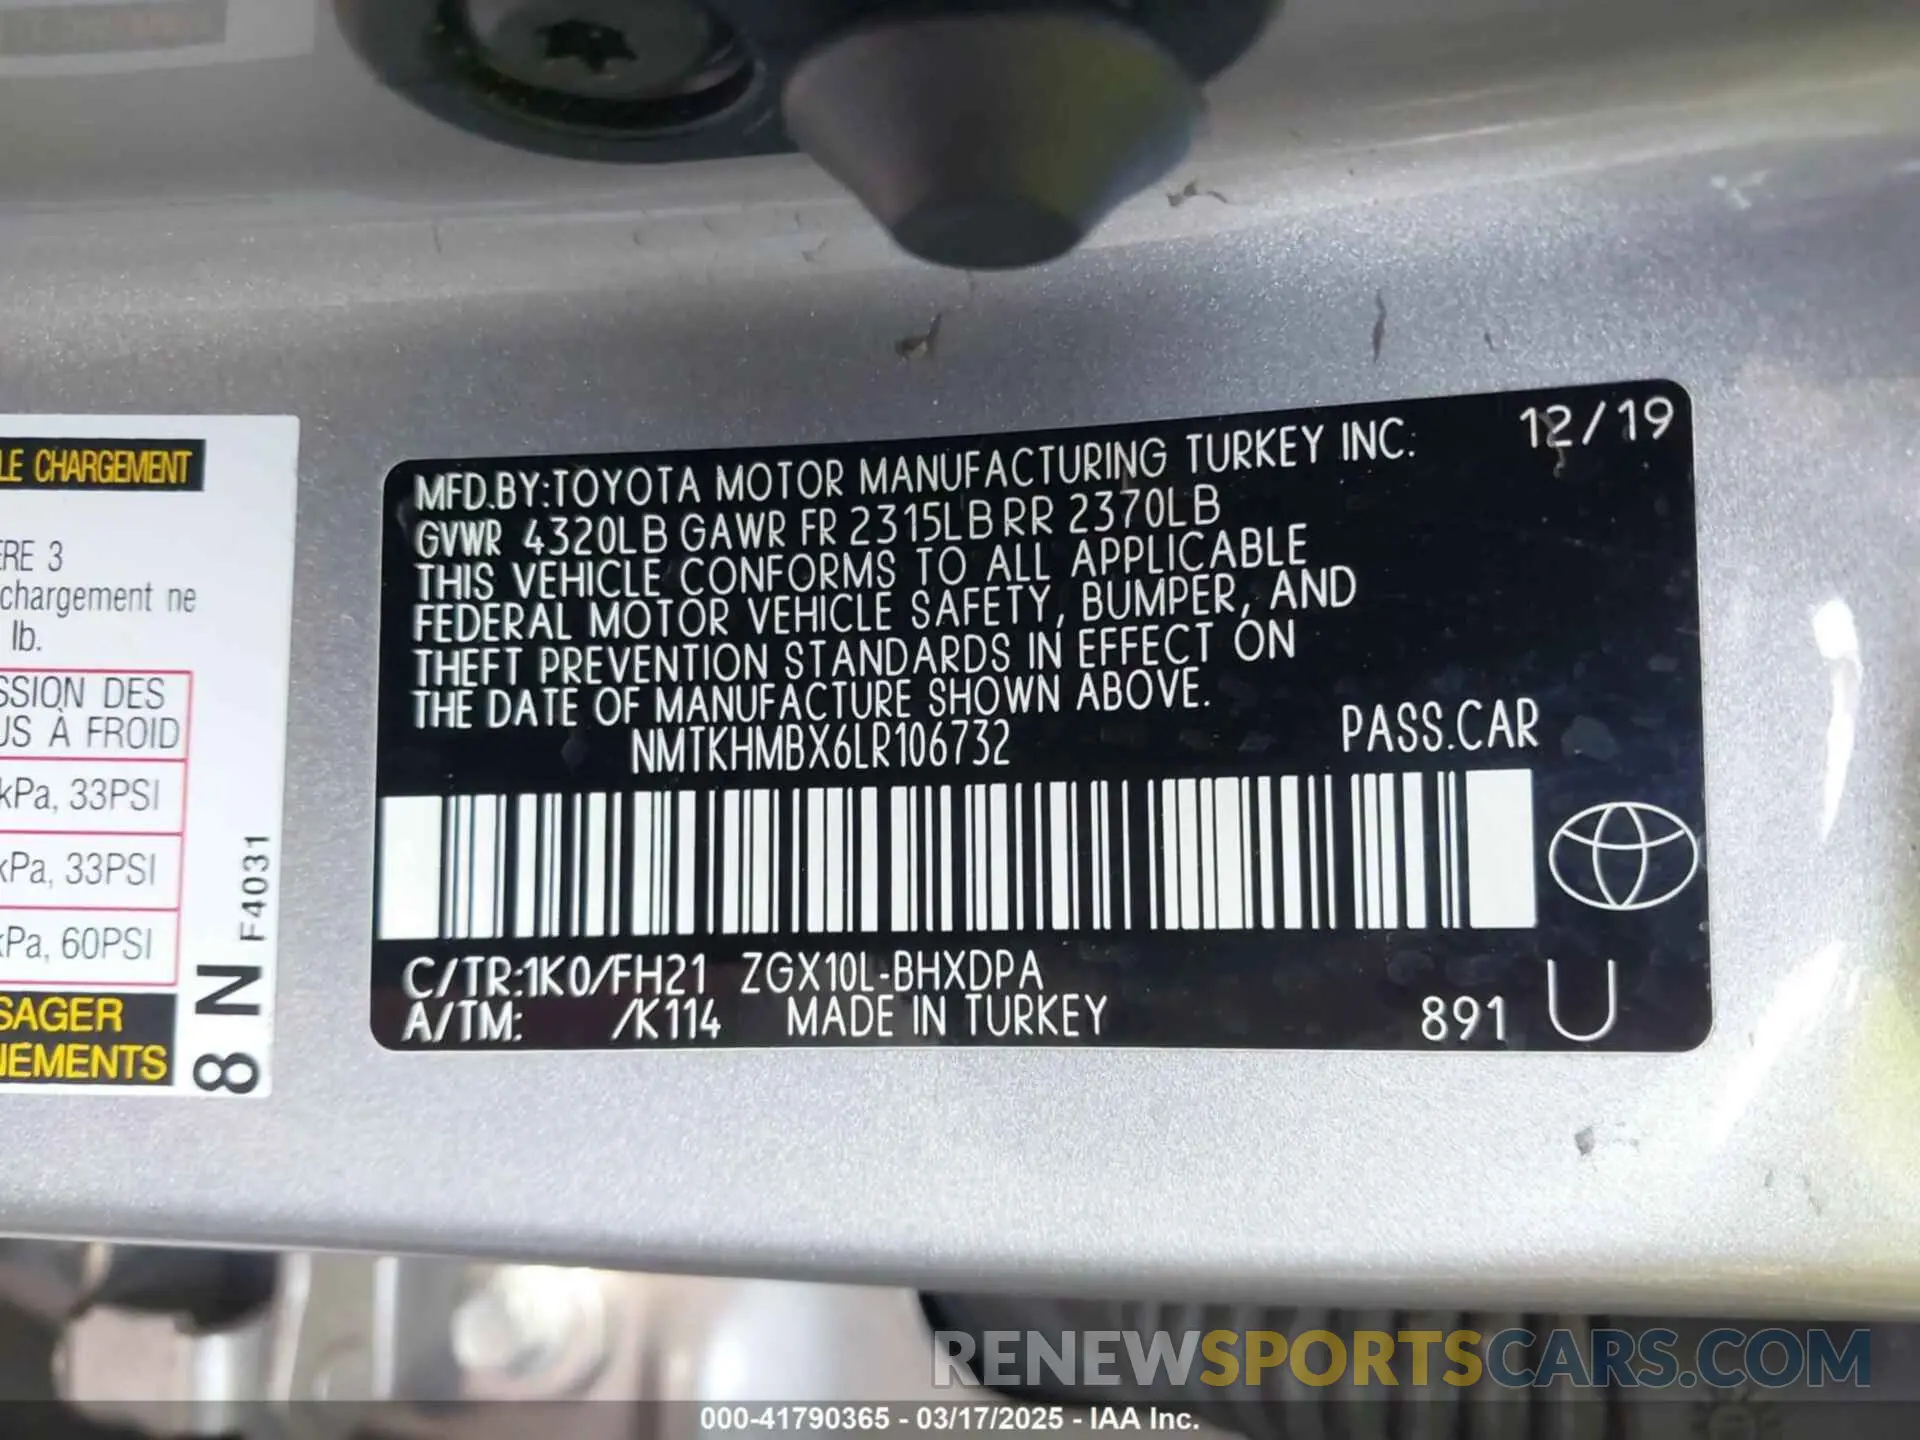 LE CHARGEMENT
ÈRE 3
chargement ne
lb.
SSION DES
US À FROID
kPa, 33PSI
kPa, 33PSI
kPa, 60PSI
SAGER
NEMENTS
8 N F4031
12/19
MFD.BY:TOYOTA MOTOR MANUFACTURING TURKEY INC.
GVWR 4320LB GAWR FR 2315LB RR 2370LB
THIS VEHICLE CONFORMS TO ALL APPLICABLE
FEDERAL MOTOR VEHICLE SAFETY, BUMPER, AND
THEFT PREVENTION STANDARDS IN EFFECT ON
THE DATE OF MANUFACTURE SHOWN ABOVE.
NMTKHMBX6LR106732 PASS.CAR
C/TR:1K0/FH21 ZGX10L-BHXDPA
A/TM: /K114 MADE IN TURKEY 891 U
RENEWSPORTSCARS.COM
000-41790365 - 03/17/2025 - IAA Inc.